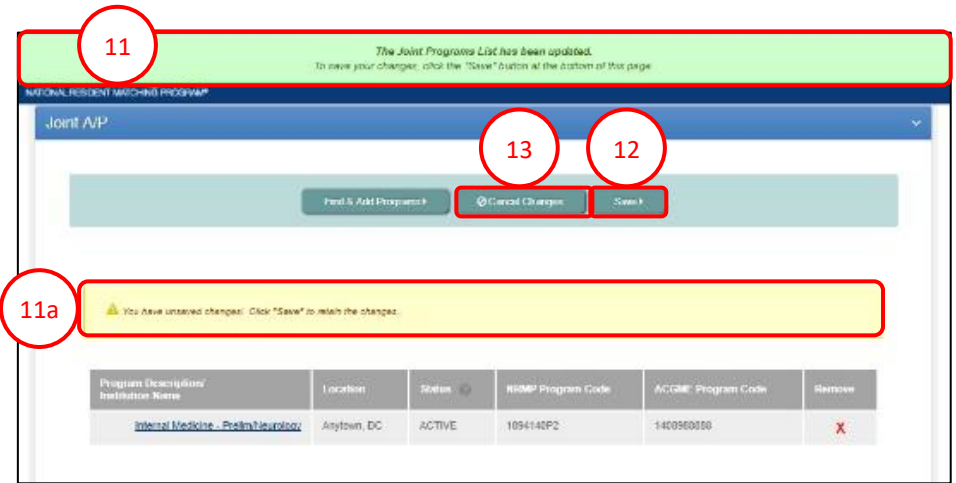 11
The Joint Programs List has been updated.
To save your changes, click the "Save" button at the bottom of this page.
NATIONAL RESIDENT MATCHING PROGRAM®
Joint A/P
13
12
Find & Add Programs
Cancel Changes
Save
11a
You have unsaved changes! Click "Save" to retain the changes.
Program Description/ Location Status NRMP Program Code ACGME Program Code Remove
Institution Name
Internal Medicine - Prelim/Neurology Anytown, DC ACTIVE 1094140P2 X